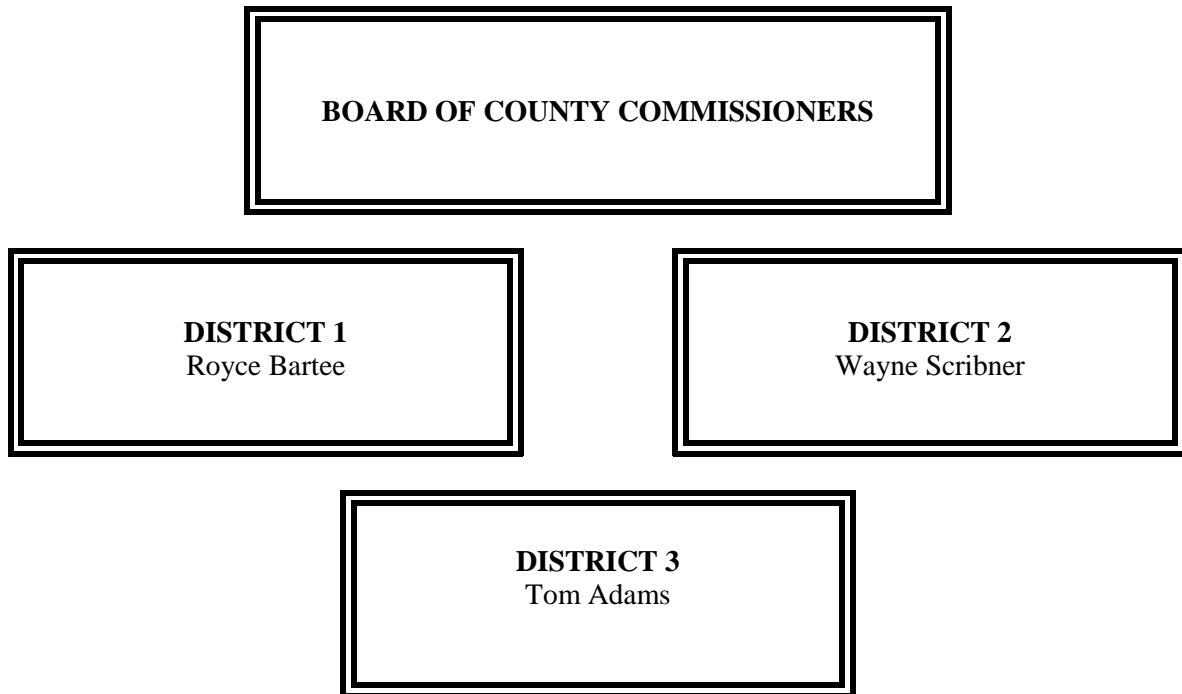 BOARD OF COUNTY COMMISSIONERS
DISTRICT 1
Royce Bartee
DISTRICT 2
Wayne Scribner
DISTRICT 3
Tom Adams